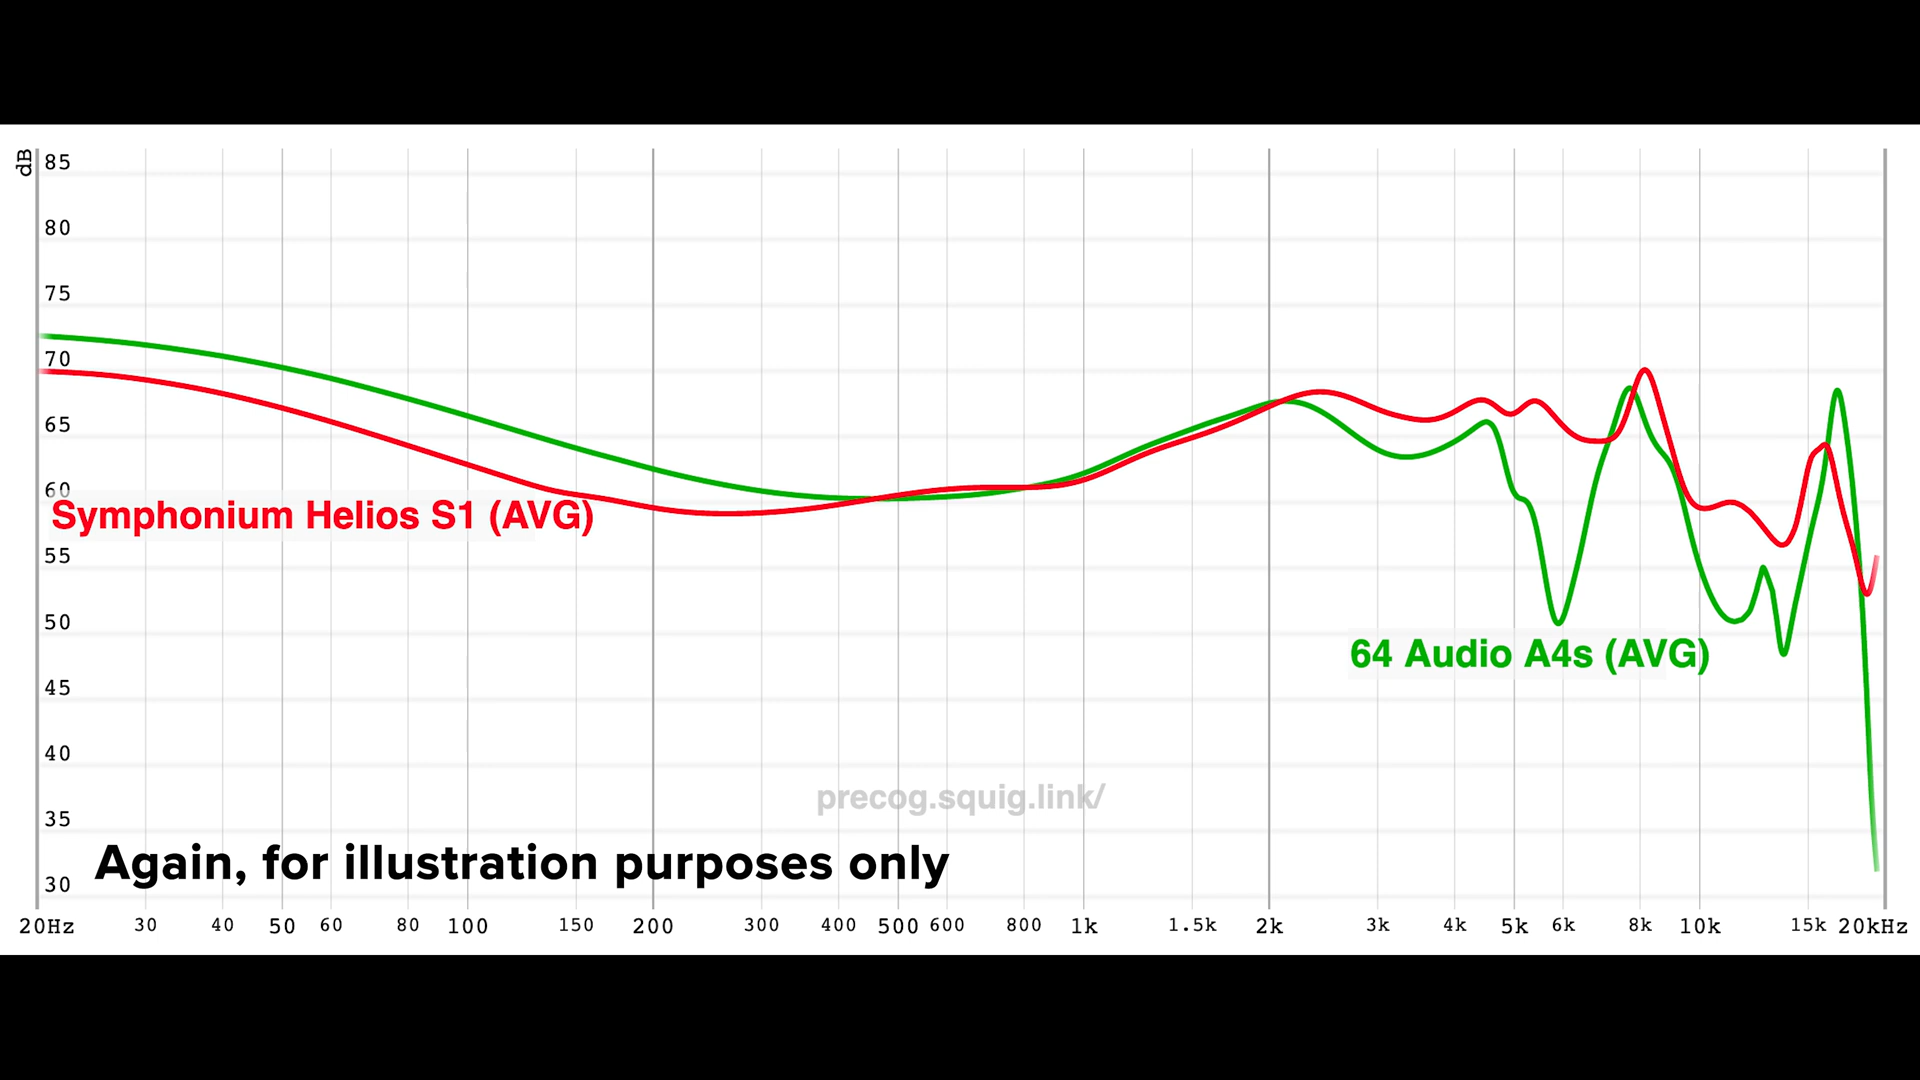 dB
85
80
75
70
65
60
Symphonium Helios S1 (AVG)
55
50
64 Audio A4s (AVG)
45
40
precog.squig.link/
35
Again, for illustration purposes only
30
20Hz 30 40 50 60 80 100 150 200 300 400 500 600 800 1k 1.5k 2k 3k 4k 5k 6k 8k 10k 15k 20kHz